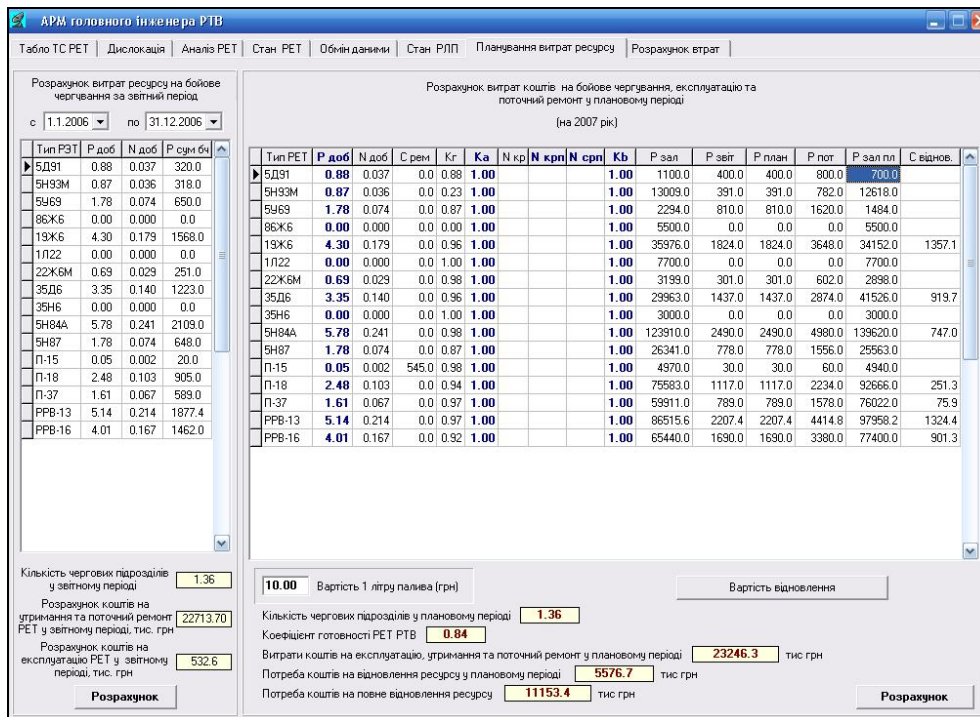 АРМ головного інженера РТВ
Табло ТС РЕТ Дислокація Аналіз РЕТ Стан РЕТ Обмін даними Стан РЛП Планування витрат ресурсу Розрахунок втрат
Розрахунок витрат ресурсу на бойове
чергування за звітний період
с 1.1.2006 по 31.12.2006
Тип РЭТ Р доб N доб Р сум бч
5Д91 0.88 0.037 320.0
5Н93М 0.87 0.036 318.0
5У69 1.78 0.074 650.0
86Ж6 0.00 0.000 0.0
19Ж6 4.30 0.179 1568.0
1Л22 0.00 0.000 0.0
22Ж6М 0.69 0.029 251.0
35Д6 3.35 0.140 1223.0
35Н6 0.00 0.000 0.0
5Н84А 5.78 0.241 2109.0
5Н87 1.78 0.074 648.0
П-15 0.05 0.002 20.0
П-18 2.48 0.103 905.0
П-37 1.61 0.067 589.0
РРВ-13 5.14 0.214 1877.4
РРВ-16 4.01 0.167 1462.0
Кількість чергових підрозділів
у звітному періоді 1.36
Розрахунок коштів на
утримання та поточний ремонт
РЕТ у звітному періоді, тис. грн 22713.70
Розрахунок коштів на
експлуатацію РЕТ у звітному
періоді, тис. грн 532.6
Розрахунок
Розрахунок витрат коштів на бойове чергування, експлуатацію та
поточний ремонт у плановому періоді
(на 2007 рік)
Тип РЕТ Р доб N доб С рем Кг Ка N кр N крп N срп Кb Р зал Р звіт Р план Р пот Р зал пл С віднов.
5Д91 0.88 0.037 0.0 0.88 1.00 1.00 1100.0 400.0 400.0 800.0 700.0
5Н93М 0.87 0.036 0.0 0.23 1.00 1.00 13009.0 391.0 391.0 782.0 12618.0
5У69 1.78 0.074 0.0 0.87 1.00 1.00 2294.0 810.0 810.0 1620.0 1484.0
86Ж6 0.00 0.000 0.0 0.00 1.00 1.00 5500.0 0.0 0.0 0.0 5500.0
19Ж6 4.30 0.179 0.0 0.96 1.00 1.00 35976.0 1824.0 1824.0 3648.0 34152.0 1357.1
1Л22 0.00 0.000 0.0 1.00 1.00 1.00 7700.0 0.0 0.0 0.0 7700.0
22Ж6М 0.69 0.029 0.0 0.98 1.00 1.00 3199.0 301.0 301.0 602.0 2898.0
35Д6 3.35 0.140 0.0 0.96 1.00 1.00 29963.0 1437.0 1437.0 2874.0 41526.0 919.7
35Н6 0.00 0.000 0.0 1.00 1.00 1.00 3000.0 0.0 0.0 0.0 3000.0
5Н84А 5.78 0.241 0.0 0.98 1.00 1.00 123910.0 2490.0 2490.0 4980.0 139620.0 747.0
5Н87 1.78 0.074 0.0 0.87 1.00 1.00 26341.0 778.0 778.0 1556.0 25563.0
П-15 0.05 0.002 545.0 0.98 1.00 1.00 4970.0 30.0 30.0 60.0 4940.0
П-18 2.48 0.103 0.0 0.94 1.00 1.00 75583.0 1117.0 1117.0 2234.0 92666.0 251.3
П-37 1.61 0.067 0.0 0.97 1.00 1.00 59911.0 789.0 789.0 1578.0 76022.0 75.9
РРВ-13 5.14 0.214 0.0 0.97 1.00 1.00 86515.6 2207.4 2207.4 4414.8 97958.2 1324.4
РРВ-16 4.01 0.167 0.0 0.92 1.00 1.00 65440.0 1690.0 1690.0 3380.0 77400.0 901.3
10.00 Вартість 1 літру палива (грн) Вартість відновлення
Кількість чергових підрозділів у плановому періоді 1.36
Коефіцієнт готовності РЕТ РТВ 0.84
Витрати коштів на експлуатацію, утримання та поточний ремонт у плановому періоді 23246.3 тис грн
Потреба коштів на відновлення ресурсу у плановому періоді 5576.7 тис грн
Потреба коштів на повне відновлення ресурсу 11153.4 тис грн
Розрахунок